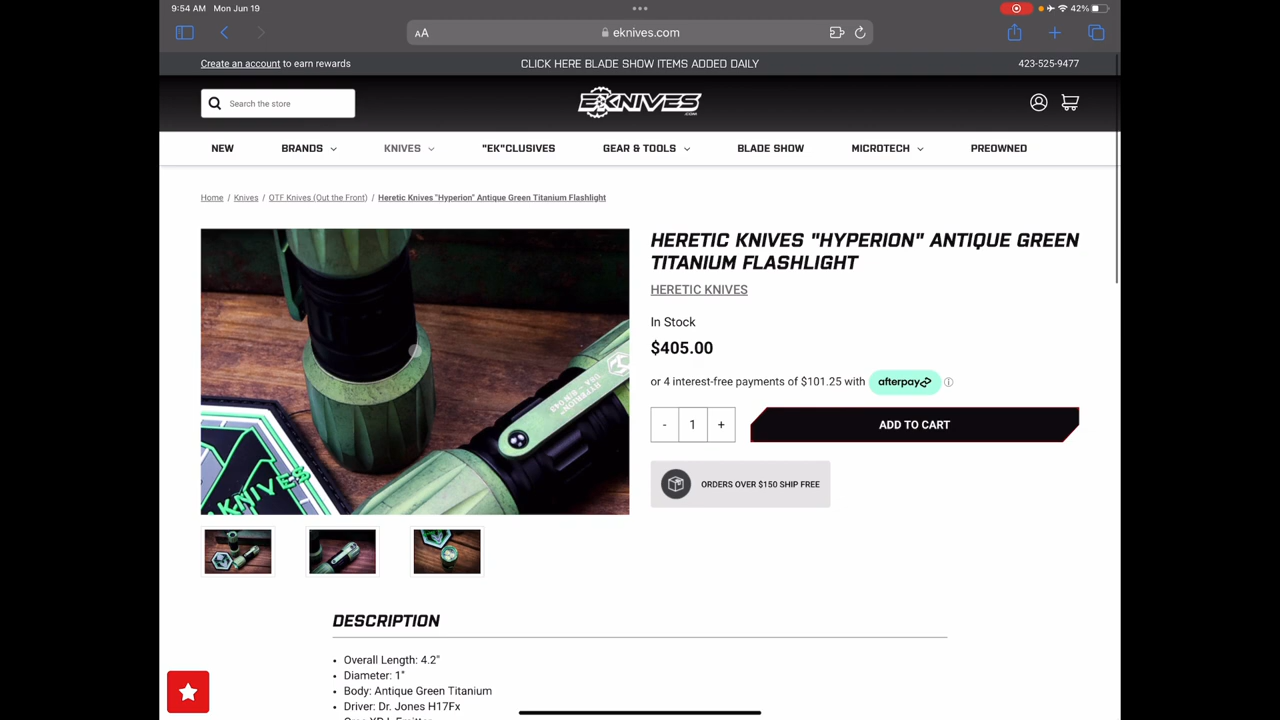 9:54 AM Mon Jun 19
42%
AA
eknives.com
Create an account to earn rewards
CLICK HERE BLADE SHOW ITEMS ADDED DAILY
423-525-9477
Search the store
EKNIVES
.COM
NEW
BRANDS
KNIVES
"EK"CLUSIVES
GEAR & TOOLS
BLADE SHOW
MICROTECH
PREOWNED
Home / Knives / OTF Knives (Out the Front) / Heretic Knives "Hyperion" Antique Green Titanium Flashlight
HYPERION
KNIVES
HERETIC KNIVES "HYPERION" ANTIQUE GREEN
TITANIUM FLASHLIGHT
HERETIC KNIVES
In Stock
$405.00
or 4 interest-free payments of $101.25 with afterpay
- 1 +
ADD TO CART
ORDERS OVER $150 SHIP FREE
DESCRIPTION
• Overall Length: 4.2"
• Diameter: 1"
• Body: Antique Green Titanium
• Driver: Dr. Jones H17Fx